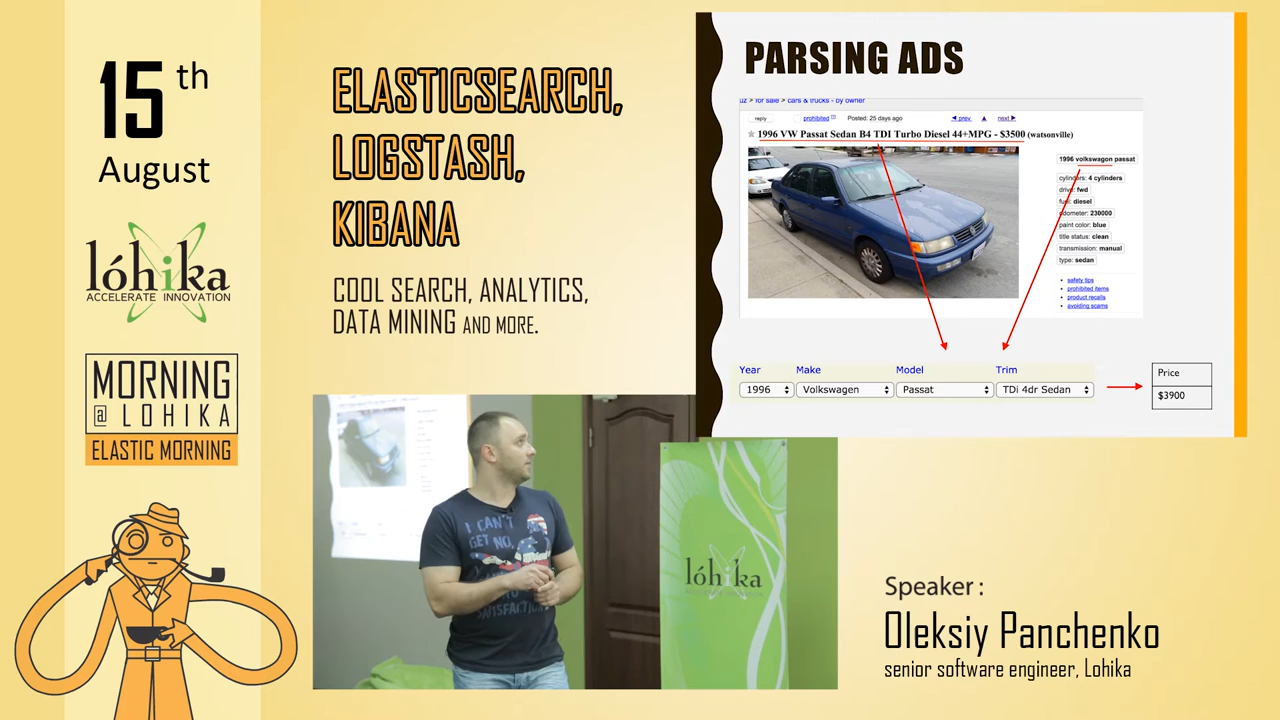 15 th
August
lóhika
ACCELERATE INNOVATION
MORNING
@ LOHIKA
ELASTIC MORNING
ELASTICSEARCH,
LOGSTASH,
KIBANA
COOL SEARCH, ANALYTICS,
DATA MINING AND MORE.
PARSING ADS
uz > for sale > cars & trucks - by owner
reply prohibited Posted: 25 days ago ◀ prev ▲ next ▶
1996 VW Passat Sedan B4 TDI Turbo Diesel 44+MPG - $3500 (watsonville)
1996 volkswagen passat
cylinders: 4 cylinders
drive: fwd
fuel: diesel
odometer: 230000
paint color: blue
title status: clean
transmission: manual
type: sedan
safety tips
prohibited items
product recalls
avoiding scams
Year Make Model Trim
1996 Volkswagen Passat TDi 4dr Sedan
Price
$3900
I CAN'T
GET NO,
SATISFACTION
lóhika
ACCELERATE INNOVATION
Speaker :
Oleksiy Panchenko
senior software engineer, Lohika